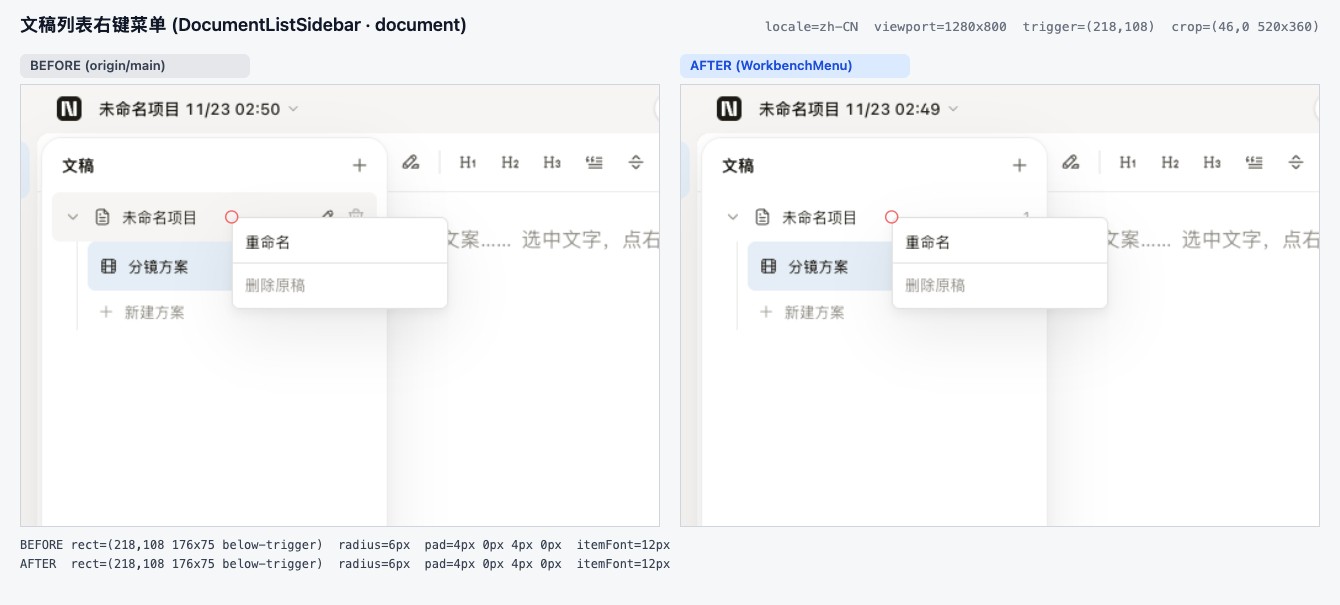 文稿列表右键菜单 (DocumentListSidebar · document)
locale=zh-CN viewport=1280x800 trigger=(218,108) crop=(46,0 520x360)
BEFORE (origin/main)
AFTER (WorkbenchMenu)
未命名项目 11/23 02:50
文稿
H1 H2 H3
未命名项目
文案…… 选中文字，点右
重命名
分镜方案
删除原稿
新建方案
未命名项目 11/23 02:49
文稿
H1 H2 H3
未命名项目
文案…… 选中文字，点右
重命名
分镜方案
删除原稿
新建方案
BEFORE rect=(218,108 176x75 below-trigger) radius=6px pad=4px 0px 4px 0px itemFont=12px
AFTER rect=(218,108 176x75 below-trigger) radius=6px pad=4px 0px 4px 0px itemFont=12px